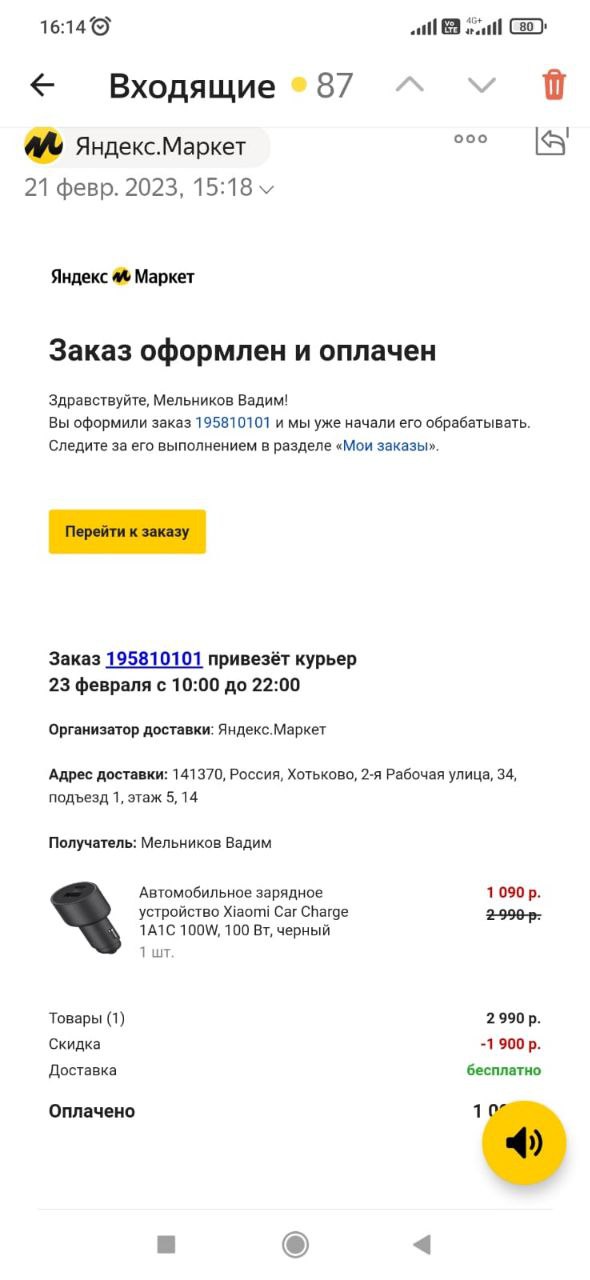 16:14
Vo LTE 4G+ 80
Входящие 87
Яндекс.Маркет
21 февр. 2023, 15:18
Яндекс Маркет
Заказ оформлен и оплачен
Здравствуйте, Мельников Вадим!
Вы оформили заказ 195810101 и мы уже начали его обрабатывать.
Следите за его выполнением в разделе «Мои заказы».
Перейти к заказу
Заказ 195810101 привезёт курьер
23 февраля с 10:00 до 22:00
Организатор доставки: Яндекс.Маркет
Адрес доставки: 141370, Россия, Хотьково, 2-я Рабочая улица, 34,
подъезд 1, этаж 5, 14
Получатель: Мельников Вадим
Автомобильное зарядное 1 090 р.
устройство Xiaomi Car Charge 2 990 р.
1A1C 100W, 100 Вт, черный
1 шт.
Товары (1) 2 990 р.
Скидка -1 900 р.
Доставка бесплатно
Оплачено